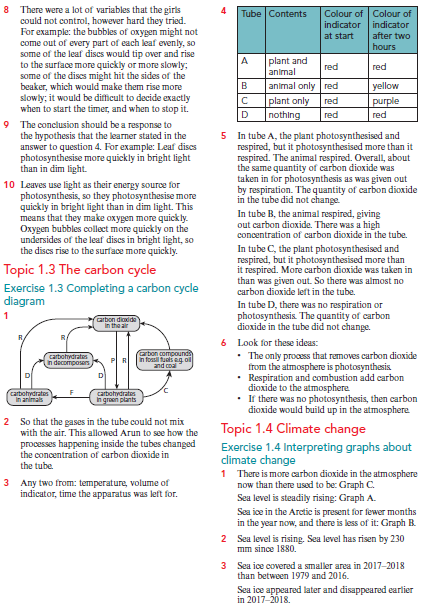 8 There were a lot of variables that the girls
could not control, however hard they tried.
For example: the bubbles of oxygen might not
come out of every part of each leaf evenly, so
some of the leaf discs would tip over and rise
to the surface more quickly or more slowly;
some of the discs might hit the sides of the
beaker, which would make them rise more
slowly; it would be difficult to decide exactly
when to start the timer, and when to stop it.
9 The conclusion should be a response to
the hypothesis that the learner stated in the
answer to question 4. For example: Leaf discs
photosynthesise more quickly in bright light
than in dim light.
10 Leaves use light as their energy source for
photosynthesis, so they photosynthesise more
quickly in bright light than in dim light. This
means that they make oxygen more quickly.
Oxygen bubbles collect more quickly on the
undersides of the leaf discs in bright light, so
the discs rise to the surface more quickly.
Topic 1.3 The carbon cycle
Exercise 1.3 Completing a carbon cycle
diagram
1
carbon dioxide
in the air
R
R
carbohydrates
in decomposers
P
R
carbon compounds
in fossil fuels e.g. oil
and coal
D
D
carbohydrates
in animals
F
carbohydrates
in green plants
C
2 So that the gases in the tube could not mix
with the air. This allowed Arun to see how the
processes happening inside the tubes changed
the concentration of carbon dioxide in
the tube.
3 Any two from: temperature, volume of
indicator, time the apparatus was left for.
4
Tube Contents Colour of indicator at start Colour of indicator after two hours
A plant and animal red red
B animal only red yellow
C plant only red purple
D nothing red red
5 In tube A, the plant photosynthesised and
respired, but it photosynthesised more than it
respired. The animal respired. Overall, about
the same quantity of carbon dioxide was
taken in for photosynthesis as was given out
by respiration. The quantity of carbon dioxide
in the tube did not change.
In tube B, the animal respired, giving
out carbon dioxide. There was a high
concentration of carbon dioxide in the tube.
In tube C, the plant photosynthesised and
respired, but it photosynthesised more than
it respired. More carbon dioxide was taken in
than was given out. So there was almost no
carbon dioxide left in the tube.
In tube D, there was no respiration or
photosynthesis. The quantity of carbon
dioxide in the tube did not change.
6 Look for these ideas:
• The only process that removes carbon dioxide
from the atmosphere is photosynthesis.
• Respiration and combustion add carbon
dioxide to the atmosphere.
• If there was no photosynthesis, then carbon
dioxide would build up in the atmosphere.
Topic 1.4 Climate change
Exercise 1.4 Interpreting graphs about
climate change
1 There is more carbon dioxide in the atmosphere
now than there used to be: Graph C.
Sea level is steadily rising: Graph A.
Sea ice in the Arctic is present for fewer months
in the year now, and there is less of it: Graph B.
2 Sea level is rising. Sea level has risen by 230
mm since 1880.
3 Sea ice covered a smaller area in 2017–2018
than between 1979 and 2016.
Sea ice appeared later and disappeared earlier
in 2017–2018.